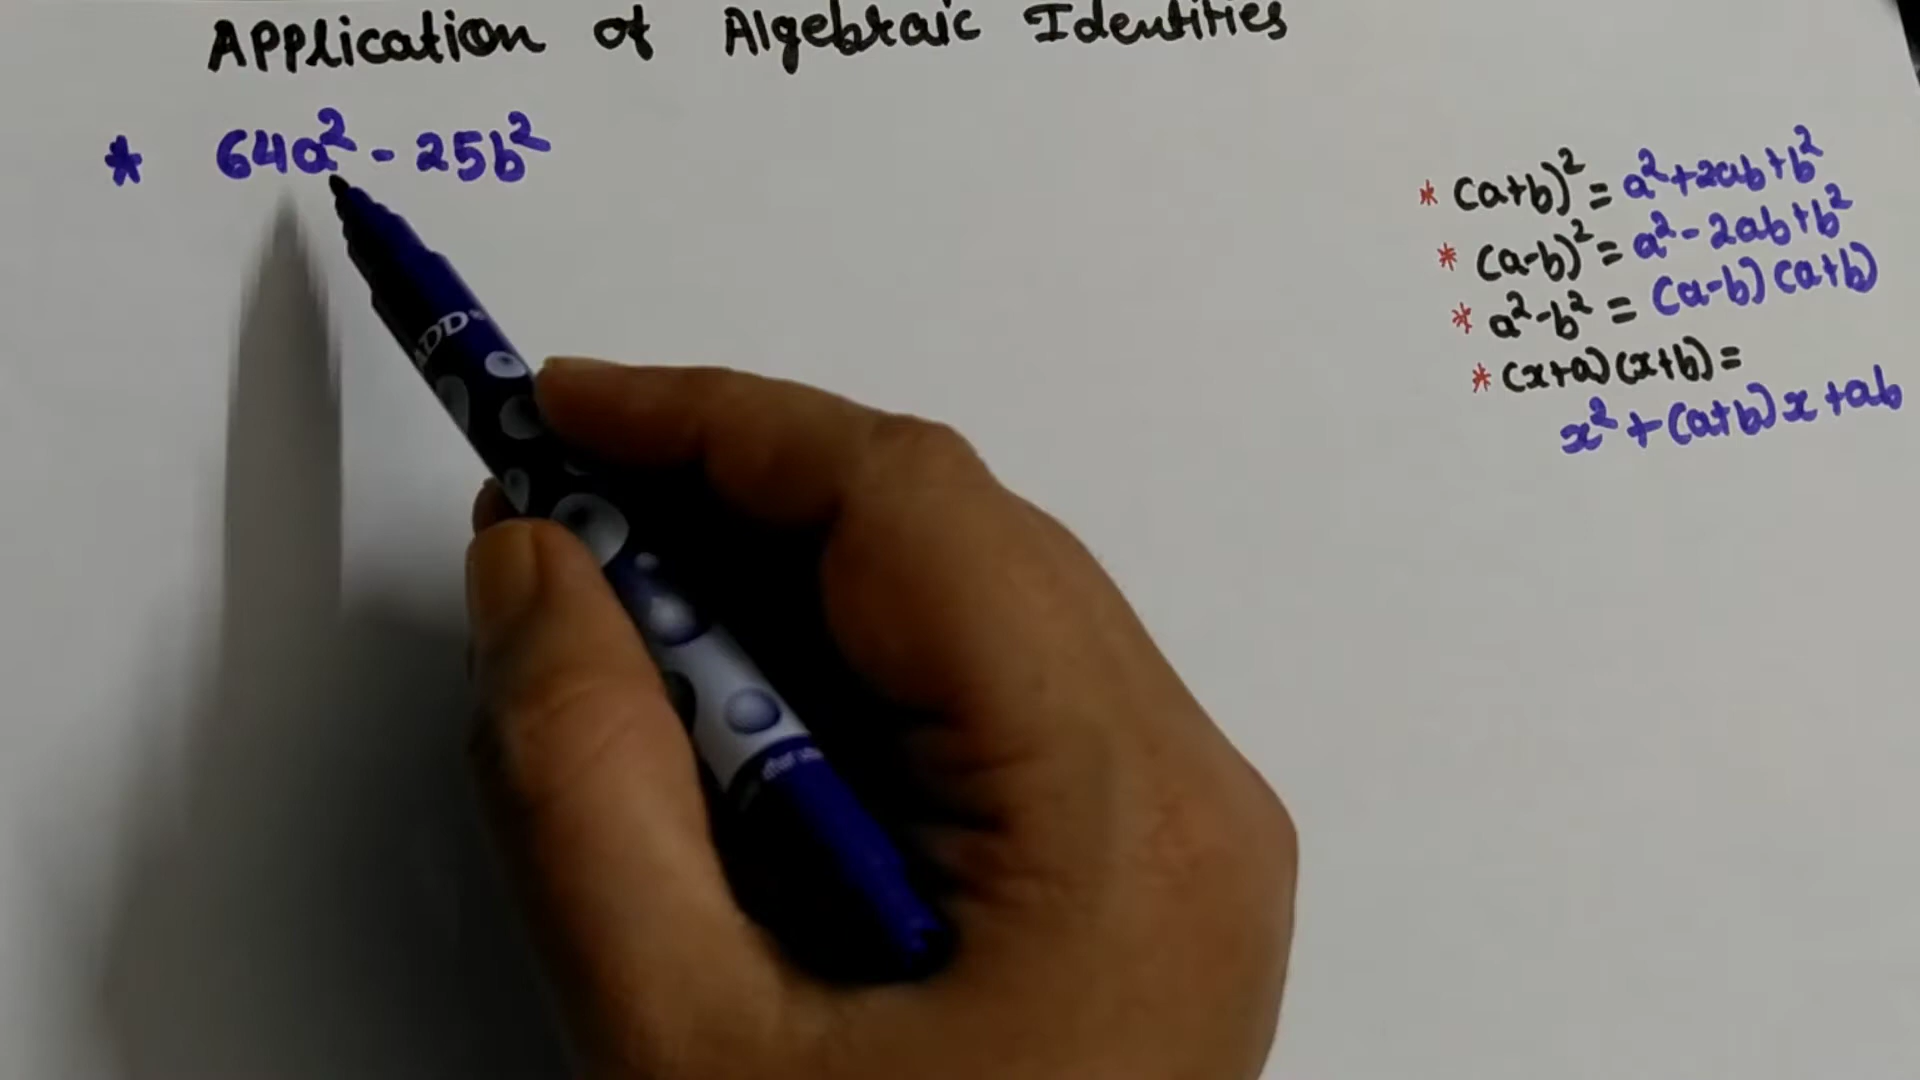 Application of Algebraic Identities
* 64a² - 25b²
* (a+b)² = a²+2ab+b²
* (a-b)² = a²-2ab+b²
* a²-b² = (a-b)(a+b)
* (x+a)(x+b) =
x²+(a+b)x+ab